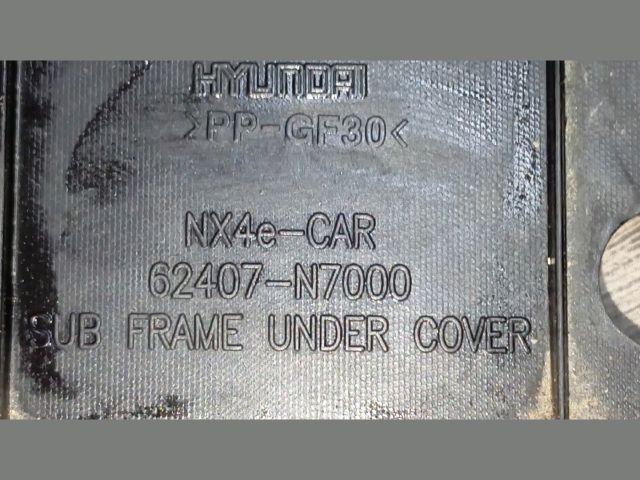 HYUNDAI
>PP-GF30<
NX4e-CAR
62407-N7000
SUB FRAME UNDER COVER